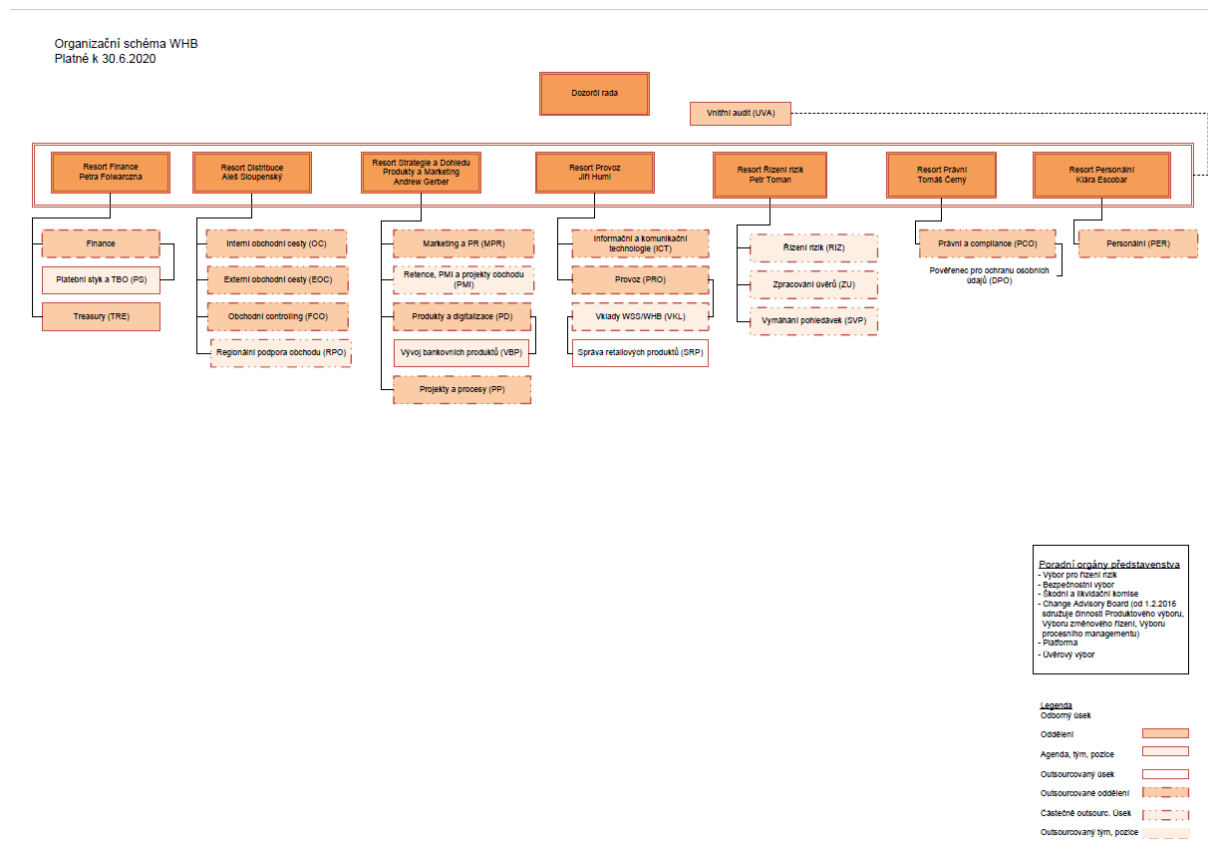 Organizační schéma WHB
Platné k 30.6.2020
Dozorčí rada
Vnitřní audit (UVA)
Resort Finance
Petra Folwarczna
Resort Distribuce
Aleš Sloupenský
Resort Strategie a Dohledu
Produkty a Marketing
Andrew Gerber
Resort Provoz
Jiří Huml
Resort Řízení rizik
Petr Toman
Resort Právní
Tomáš Černý
Resort Personální
Klára Escobar
Finance
Platební styk a TBO (PS)
Treasury (TRE)
Interní obchodní cesty (OC)
Externí obchodní cesty (EOC)
Obchodní controlling (FCO)
Regionální podpora obchodu (RPO)
Marketing a PR (MPR)
Retence, PMI a projekty obchodu
(PMI)
Produkty a digitalizace (PD)
Vývoj bankovních produktů (VBP)
Projekty a procesy (PP)
Informační a komunikační
technologie (ICT)
Provoz (PRO)
Vklady WSS/WHB (VKL)
Správa retailových produktů (SRP)
Řízení rizik (RIZ)
Zpracování úvěrů (ZU)
Vymáhání pohledávek (SVP)
Právní a compliance (PCO)
Pověřenec pro ochranu osobních
údajů (DPO)
Personální (PER)
Poradní orgány představenstva
- Výbor pro řízení rizik
- Bezpečnostní výbor
- Škodní a likvidační komise
- Change Advisory Board (od 1.2.2016
sdružuje činnosti Produktového výboru,
Výboru změnového řízení, Výboru
procesního managementu)
- Platforma
- Úvěrový výbor
Legenda
Odborný úsek
Oddělení
Agenda, tým, pozice
Outsourcovaný úsek
Outsourcované oddělení
Částečně outsourc. Úsek
Outsourcovaný tým, pozice